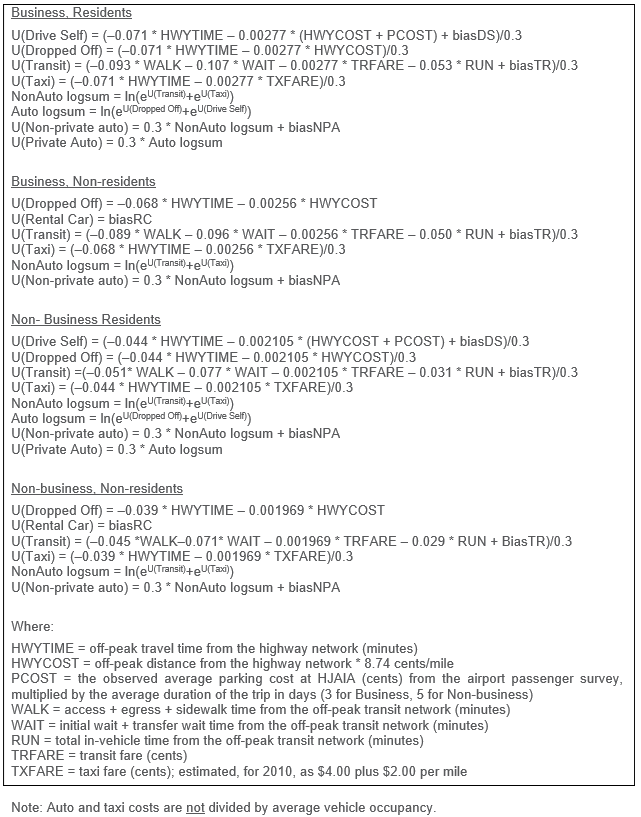 Business, Residents
U(Drive Self) = (–0.071 * HWYTIME – 0.00277 * (HWYCOST + PCOST) + biasDS)/0.3
U(Dropped Off) = (–0.071 * HWYTIME – 0.00277 * HWYCOST)/0.3
U(Transit) = (–0.093 * WALK – 0.107 * WAIT – 0.00277 * TRFARE – 0.053 * RUN + biasTR)/0.3
U(Taxi) = (–0.071 * HWYTIME – 0.00277 * TXFARE)/0.3
NonAuto logsum = ln(eU(Transit)+eU(Taxi))
Auto logsum = ln(eU(Dropped Off)+eU(Drive Self))
U(Non-private auto) = 0.3 * NonAuto logsum + biasNPA
U(Private Auto) = 0.3 * Auto logsum
Business, Non-residents
U(Dropped Off) = –0.068 * HWYTIME – 0.00256 * HWYCOST
U(Rental Car) = biasRC
U(Transit) = (–0.089 * WALK – 0.096 * WAIT – 0.00256 * TRFARE – 0.050 * RUN + biasTR)/0.3
U(Taxi) = (–0.068 * HWYTIME – 0.00256 * TXFARE)/0.3
NonAuto logsum = ln(eU(Transit)+eU(Taxi))
U(Non-private auto) = 0.3 * NonAuto logsum + biasNPA
Non- Business Residents
U(Drive Self) = (–0.044 * HWYTIME – 0.002105 * (HWYCOST + PCOST) + biasDS)/0.3
U(Dropped Off) = (–0.044 * HWYTIME – 0.002105 * HWYCOST)/0.3
U(Transit) =(–0.051* WALK – 0.077 * WAIT – 0.002105 * TRFARE – 0.031 * RUN + biasTR)/0.3
U(Taxi) = (–0.044 * HWYTIME – 0.002105 * TXFARE)/0.3
NonAuto logsum = ln(eU(Transit)+eU(Taxi))
Auto logsum = ln(eU(Dropped Off)+eU(Drive Self))
U(Non-private auto) = 0.3 * NonAuto logsum + biasNPA
U(Private Auto) = 0.3 * Auto logsum
Non-business, Non-residents
U(Dropped Off) = –0.039 * HWYTIME – 0.001969 * HWYCOST
U(Rental Car) = biasRC
U(Transit) = (–0.045 *WALK–0.071* WAIT – 0.001969 * TRFARE – 0.029 * RUN + BiasTR)/0.3
U(Taxi) = (–0.039 * HWYTIME – 0.001969 * TXFARE)/0.3
NonAuto logsum = ln(eU(Transit)+eU(Taxi))
U(Non-private auto) = 0.3 * NonAuto logsum + biasNPA
Where:
HWYTIME = off-peak travel time from the highway network (minutes)
HWYCOST = off-peak distance from the highway network * 8.74 cents/mile
PCOST = the observed average parking cost at HJAIA (cents) from the airport passenger survey,
multiplied by the average duration of the trip in days (3 for Business, 5 for Non-business)
WALK = access + egress + sidewalk time from the off-peak transit network (minutes)
WAIT = initial wait + transfer wait time from the off-peak transit network (minutes)
RUN = total in-vehicle time from the off-peak transit network (minutes)
TRFARE = transit fare (cents)
TXFARE = taxi fare (cents); estimated, for 2010, as $4.00 plus $2.00 per mile
Note: Auto and taxi costs are not divided by average vehicle occupancy.